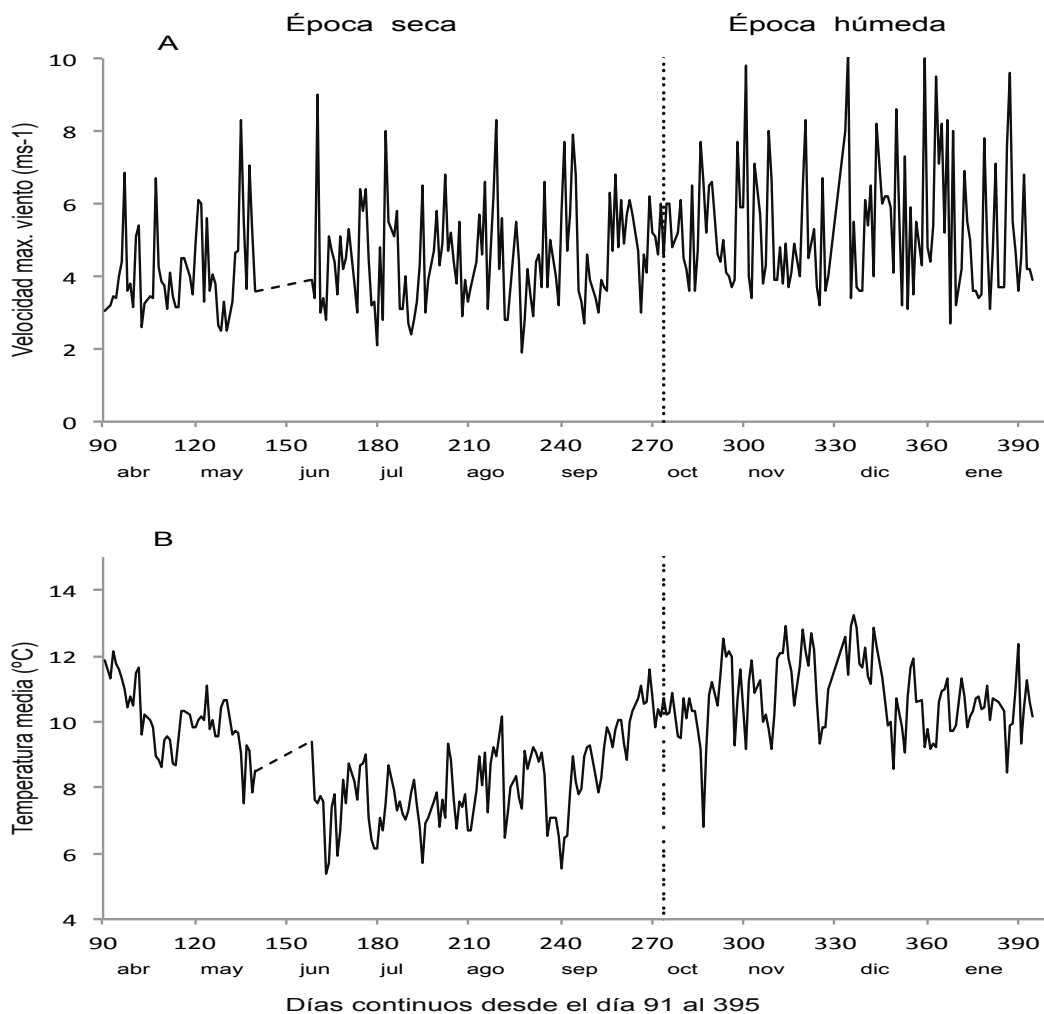 Época seca Época húmeda
A
Velocidad max. viento (ms-1)
10
8
6
4
2
0
90 120 150 180 210 240 270 300 330 360 390
abr may jun jul ago sep oct nov dic ene
B
Temperatura media (ºC)
14
12
10
8
6
4
90 120 150 180 210 240 270 300 330 360 390
abr may jun jul ago sep oct nov dic ene
Días continuos desde el día 91 al 395